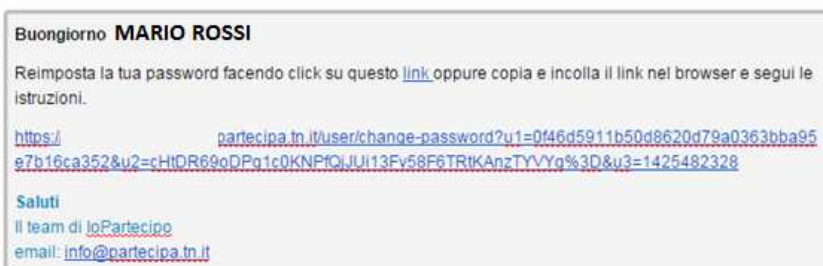 Buongiorno MARIO ROSSI
Reimposta la tua password facendo click su questo link oppure copia e incolla il link nel browser e segui le
istruzioni.
https:/ partecipa.tn.it/user/change-password?u1=0f46d5911b50d8620d79a0363bba95
e7b16ca352&u2=cHtDR69oDPq1c0KNPfQjJUi13Fv58F6TRtKAnzTYVYg%3D&u3=1425482328
Saluti
Il team di IoPartecipo
email: info@partecipa.tn.it